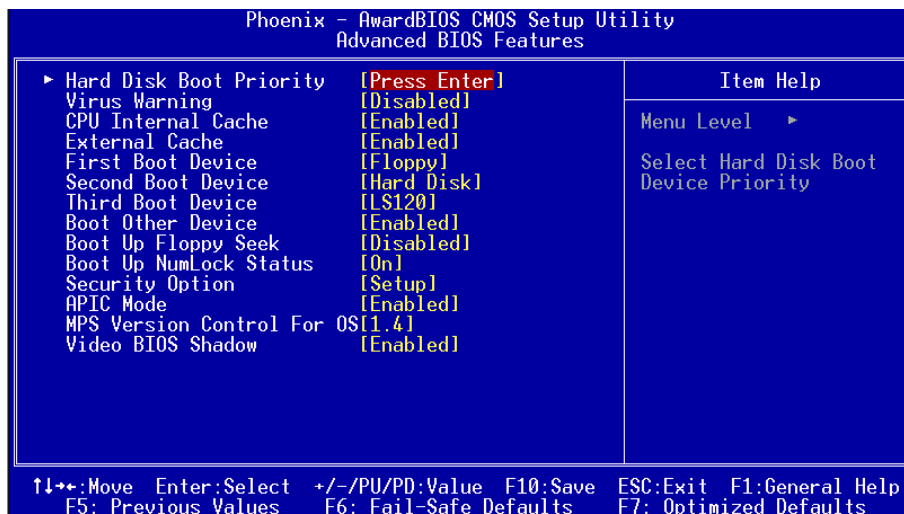 Phoenix - AwardBIOS CMOS Setup Utility
Advanced BIOS Features
► Hard Disk Boot Priority [Press Enter]
Virus Warning [Disabled]
CPU Internal Cache [Enabled]
External Cache [Enabled]
First Boot Device [Floppy]
Second Boot Device [Hard Disk]
Third Boot Device [LS120]
Boot Other Device [Enabled]
Boot Up Floppy Seek [Disabled]
Boot Up NumLock Status [On]
Security Option [Setup]
APIC Mode [Enabled]
MPS Version Control For OS[1.4]
Video BIOS Shadow [Enabled]
Item Help
Menu Level ►
Select Hard Disk Boot
Device Priority
↑↓→←:Move Enter:Select +/-/PU/PD:Value F10:Save ESC:Exit F1:General Help
F5: Previous Values F6: Fail-Safe Defaults F7: Optimized Defaults